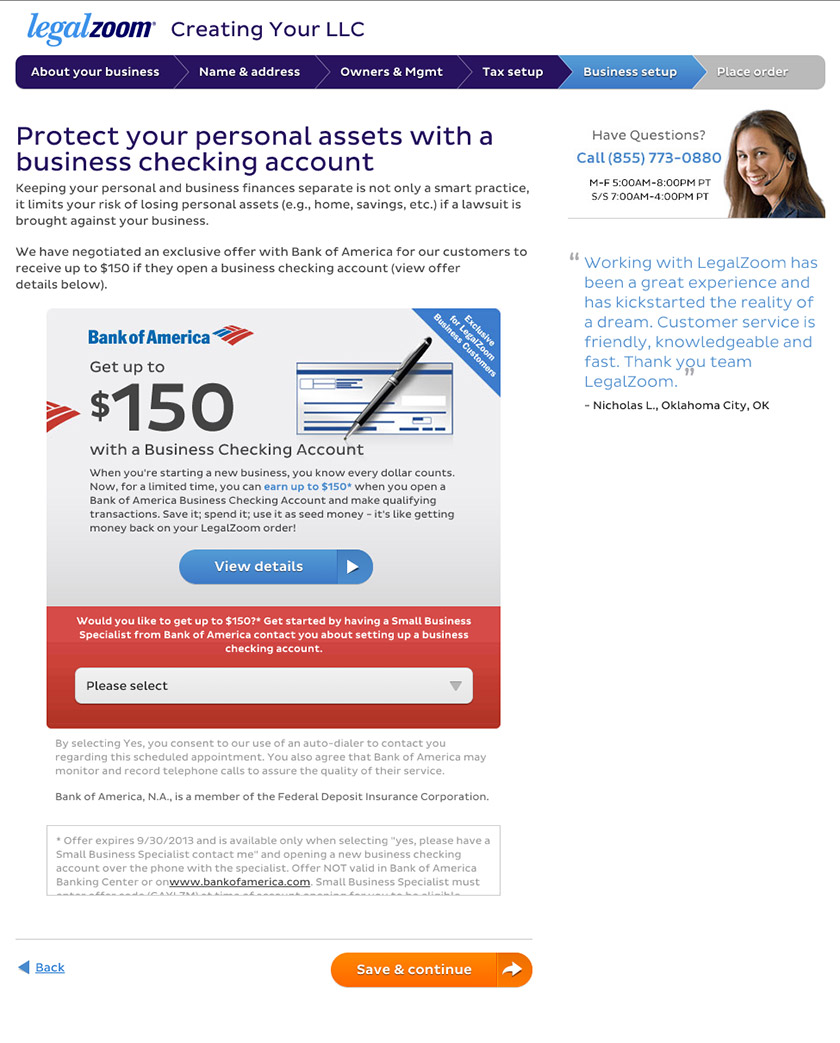 legalzoom® Creating Your LLC
About your business
Name & address
Owners & Mgmt
Tax setup
Business setup
Place order
Protect your personal assets with a
business checking account
Keeping your personal and business finances separate is not only a smart practice,
it limits your risk of losing personal assets (e.g., home, savings, etc.) if a lawsuit is
brought against your business.
We have negotiated an exclusive offer with Bank of America for our customers to
receive up to $150 if they open a business checking account (view offer
details below).
Bank of America
Exclusive
for LegalZoom
Business Customers
Get up to
$150
with a Business Checking Account
When you're starting a new business, you know every dollar counts.
Now, for a limited time, you can earn up to $150* when you open a
Bank of America Business Checking Account and make qualifying
transactions. Save it; spend it; use it as seed money – it's like getting
money back on your LegalZoom order!
View details
Would you like to get up to $150?* Get started by having a Small Business
Specialist from Bank of America contact you about setting up a business
checking account.
Please select
By selecting Yes, you consent to our use of an auto-dialer to contact you
regarding this scheduled appointment. You also agree that Bank of America may
monitor and record telephone calls to assure the quality of their service.
Bank of America, N.A., is a member of the Federal Deposit Insurance Corporation.
* Offer expires 9/30/2013 and is available only when selecting "yes, please have a
Small Business Specialist contact me" and opening a new business checking
account over the phone with the specialist. Offer NOT valid in Bank of America
Banking Center or onwww.bankofamerica.com. Small Business Specialist must
Back
Save & continue
Have Questions?
Call (855) 773-0880
M-F 5:00AM-8:00PM PT
S/S 7:00AM-4:00PM PT
“ Working with LegalZoom has
been a great experience and
has kickstarted the reality of
a dream. Customer service is
friendly, knowledgeable and
fast. Thank you team
LegalZoom. ”
- Nicholas L., Oklahoma City, OK